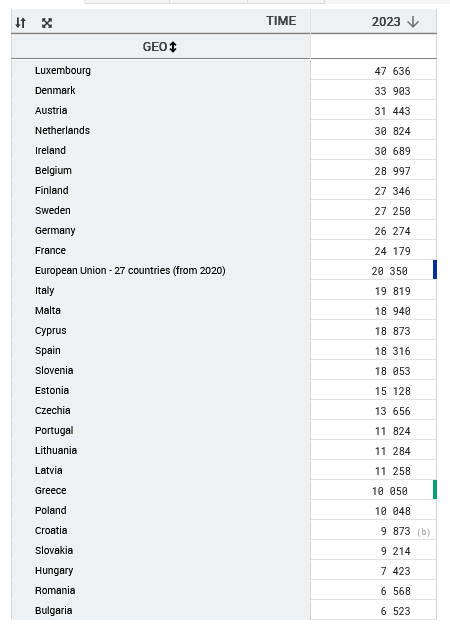 TIME 2023
GEO
Luxembourg 47 636
Denmark 33 903
Austria 31 443
Netherlands 30 824
Ireland 30 689
Belgium 28 997
Finland 27 346
Sweden 27 250
Germany 26 274
France 24 179
European Union - 27 countries (from 2020) 20 350
Italy 19 819
Malta 18 940
Cyprus 18 873
Spain 18 316
Slovenia 18 053
Estonia 15 128
Czechia 13 656
Portugal 11 824
Lithuania 11 284
Latvia 11 258
Greece 10 050
Poland 10 048
Croatia 9 873 (b)
Slovakia 9 214
Hungary 7 423
Romania 6 568
Bulgaria 6 523